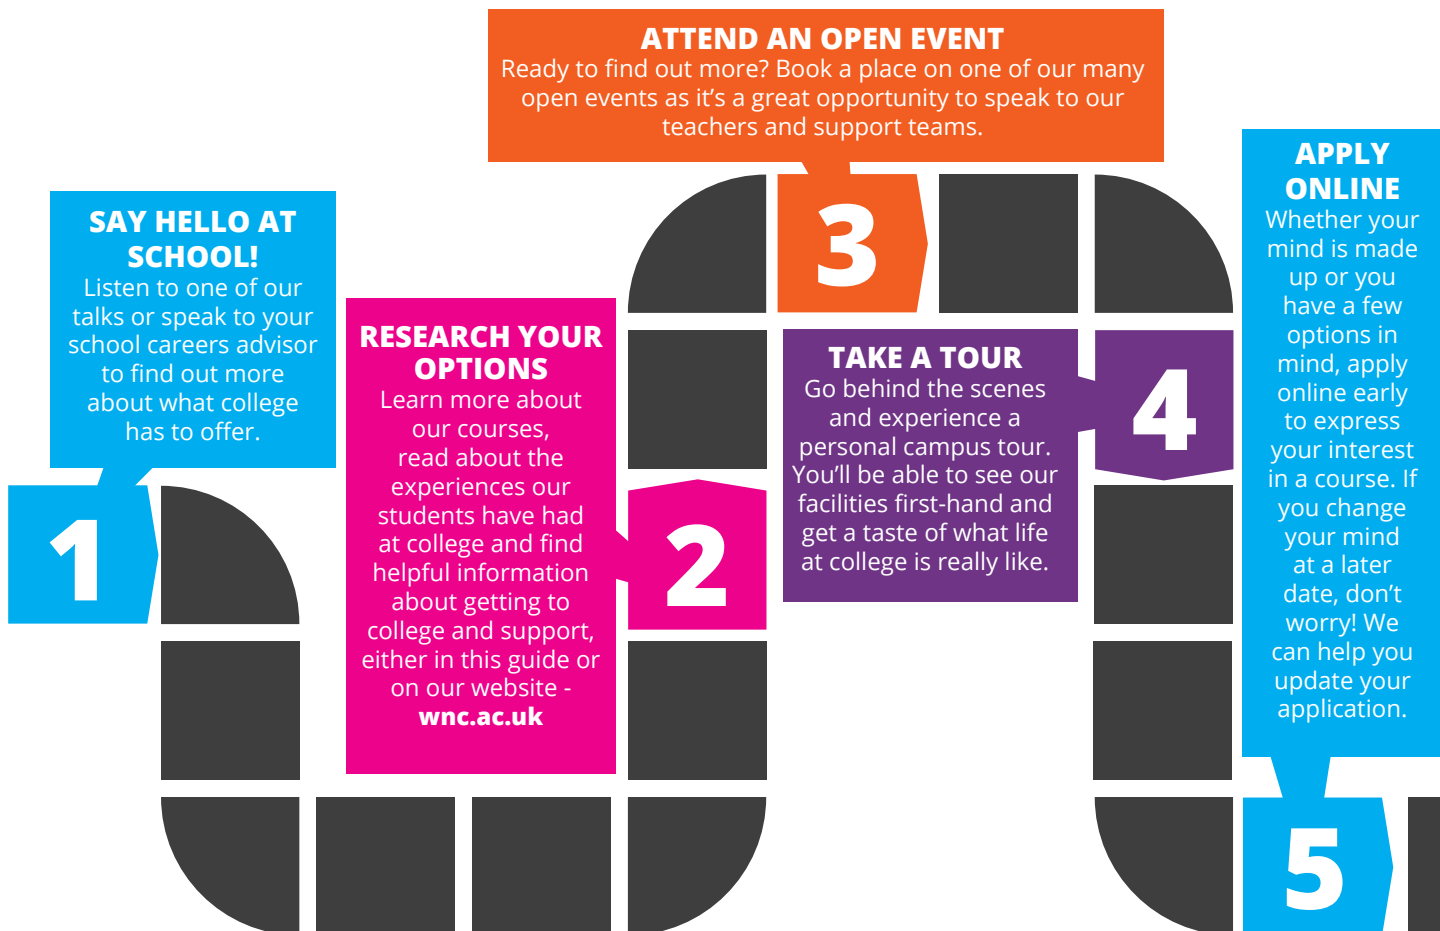 SAY HELLO AT
SCHOOL!
Listen to one of our
talks or speak to your
school careers advisor
to find out more
about what college
has to offer.
1
RESEARCH YOUR
OPTIONS
Learn more about
our courses,
read about the
experiences our
students have had
at college and find
helpful information
about getting to
college and support,
either in this guide or
on our website -
wnc.ac.uk
2
ATTEND AN OPEN EVENT
Ready to find out more? Book a place on one of our many
open events as it’s a great opportunity to speak to our
teachers and support teams.
3
TAKE A TOUR
Go behind the scenes
and experience a
personal campus tour.
You’ll be able to see our
facilities first-hand and
get a taste of what life
at college is really like.
4
APPLY
ONLINE
Whether your
mind is made
up or you
have a few
options in
mind, apply
online early
to express
your interest
in a course. If
you change
your mind
at a later
date, don’t
worry! We
can help you
update your
application.
5